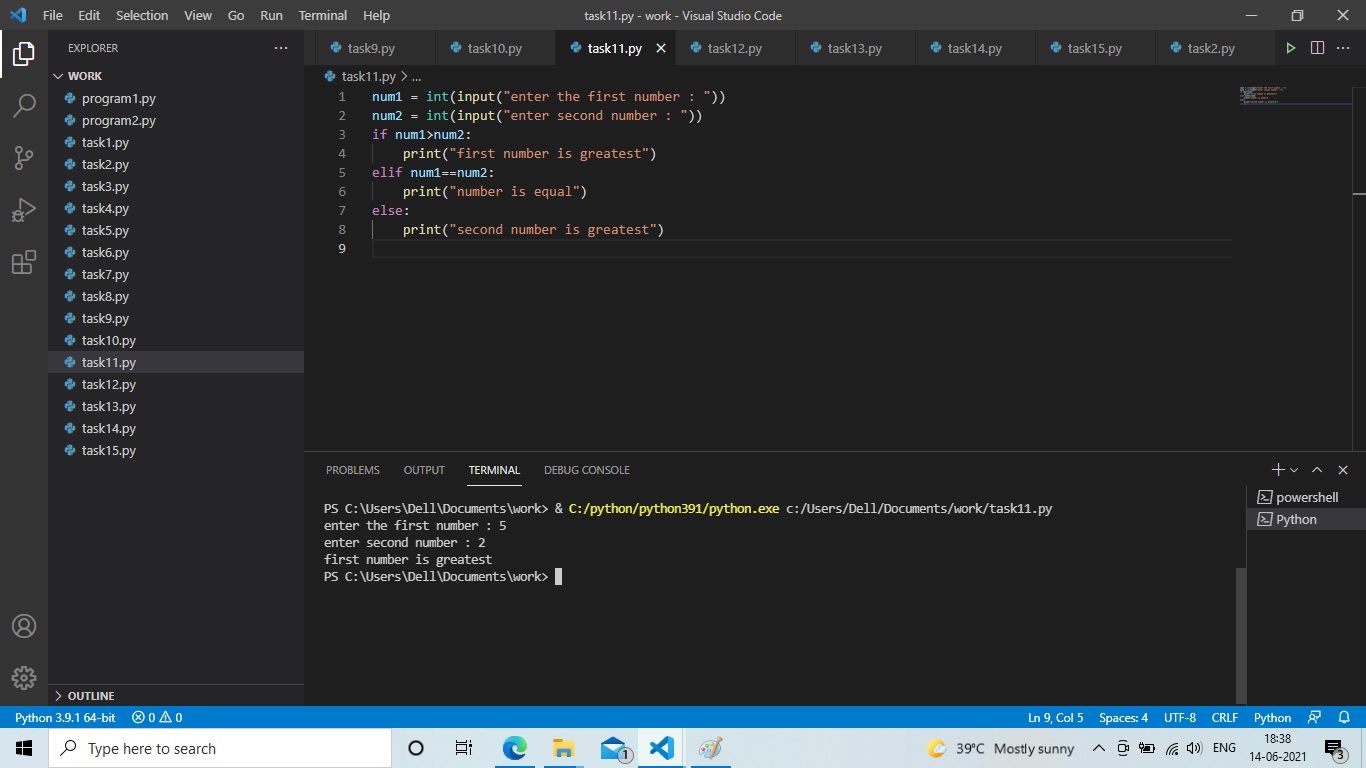 File Edit Selection View Go Run Terminal Help task11.py - work - Visual Studio Code
EXPLORER ...
WORK
program1.py
program2.py
task1.py
task2.py
task3.py
task4.py
task5.py
task6.py
task7.py
task8.py
task9.py
task10.py
task11.py
task12.py
task13.py
task14.py
task15.py
OUTLINE
task9.py task10.py task11.py task12.py task13.py task14.py task15.py task2.py
task11.py > ...
1 num1 = int(input("enter the first number : "))
2 num2 = int(input("enter second number : "))
3 if num1>num2:
4     print("first number is greatest")
5 elif num1==num2:
6     print("number is equal")
7 else:
8     print("second number is greatest")
9
PROBLEMS OUTPUT TERMINAL DEBUG CONSOLE
PS C:\Users\Dell\Documents\work> & C:/python/python391/python.exe c:/Users/Dell/Documents/work/task11.py
enter the first number : 5
enter second number : 2
first number is greatest
PS C:\Users\Dell\Documents\work>
powershell
Python
Python 3.9.1 64-bit 0 0 Ln 9, Col 5 Spaces: 4 UTF-8 CRLF Python
Type here to search 1 39°C Mostly sunny ENG 18:38
14-06-2021 3